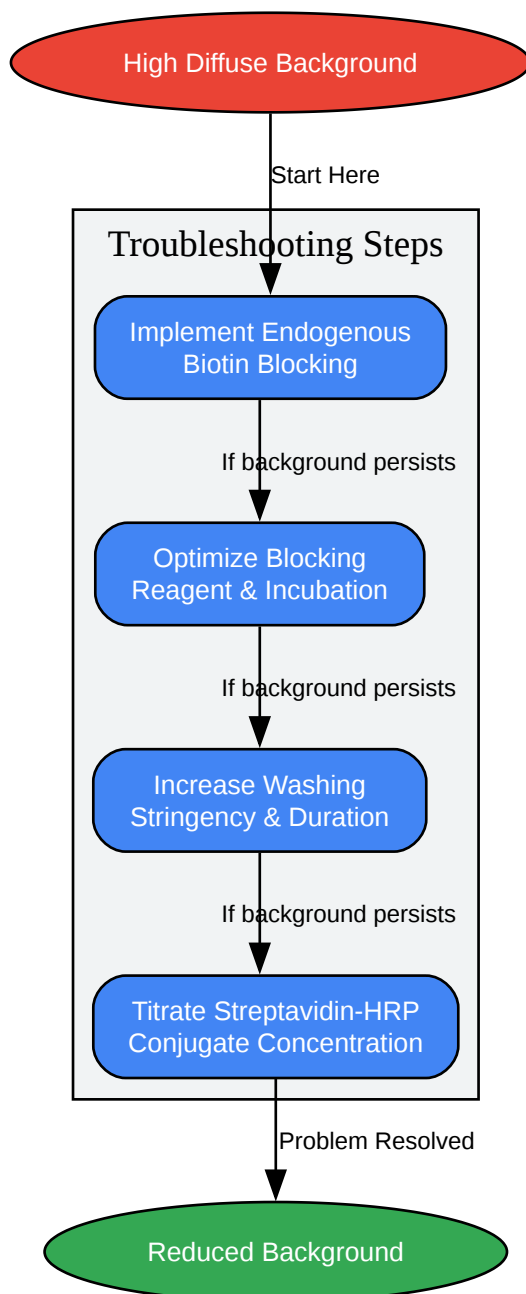 High Diffuse Background
Start Here
Troubleshooting Steps
Implement Endogenous
Biotin Blocking
If background persists
Optimize Blocking
Reagent & Incubation
If background persists
Increase Washing
Stringency & Duration
If background persists
Titrate Streptavidin-HRP
Conjugate Concentration
Problem Resolved
Reduced Background